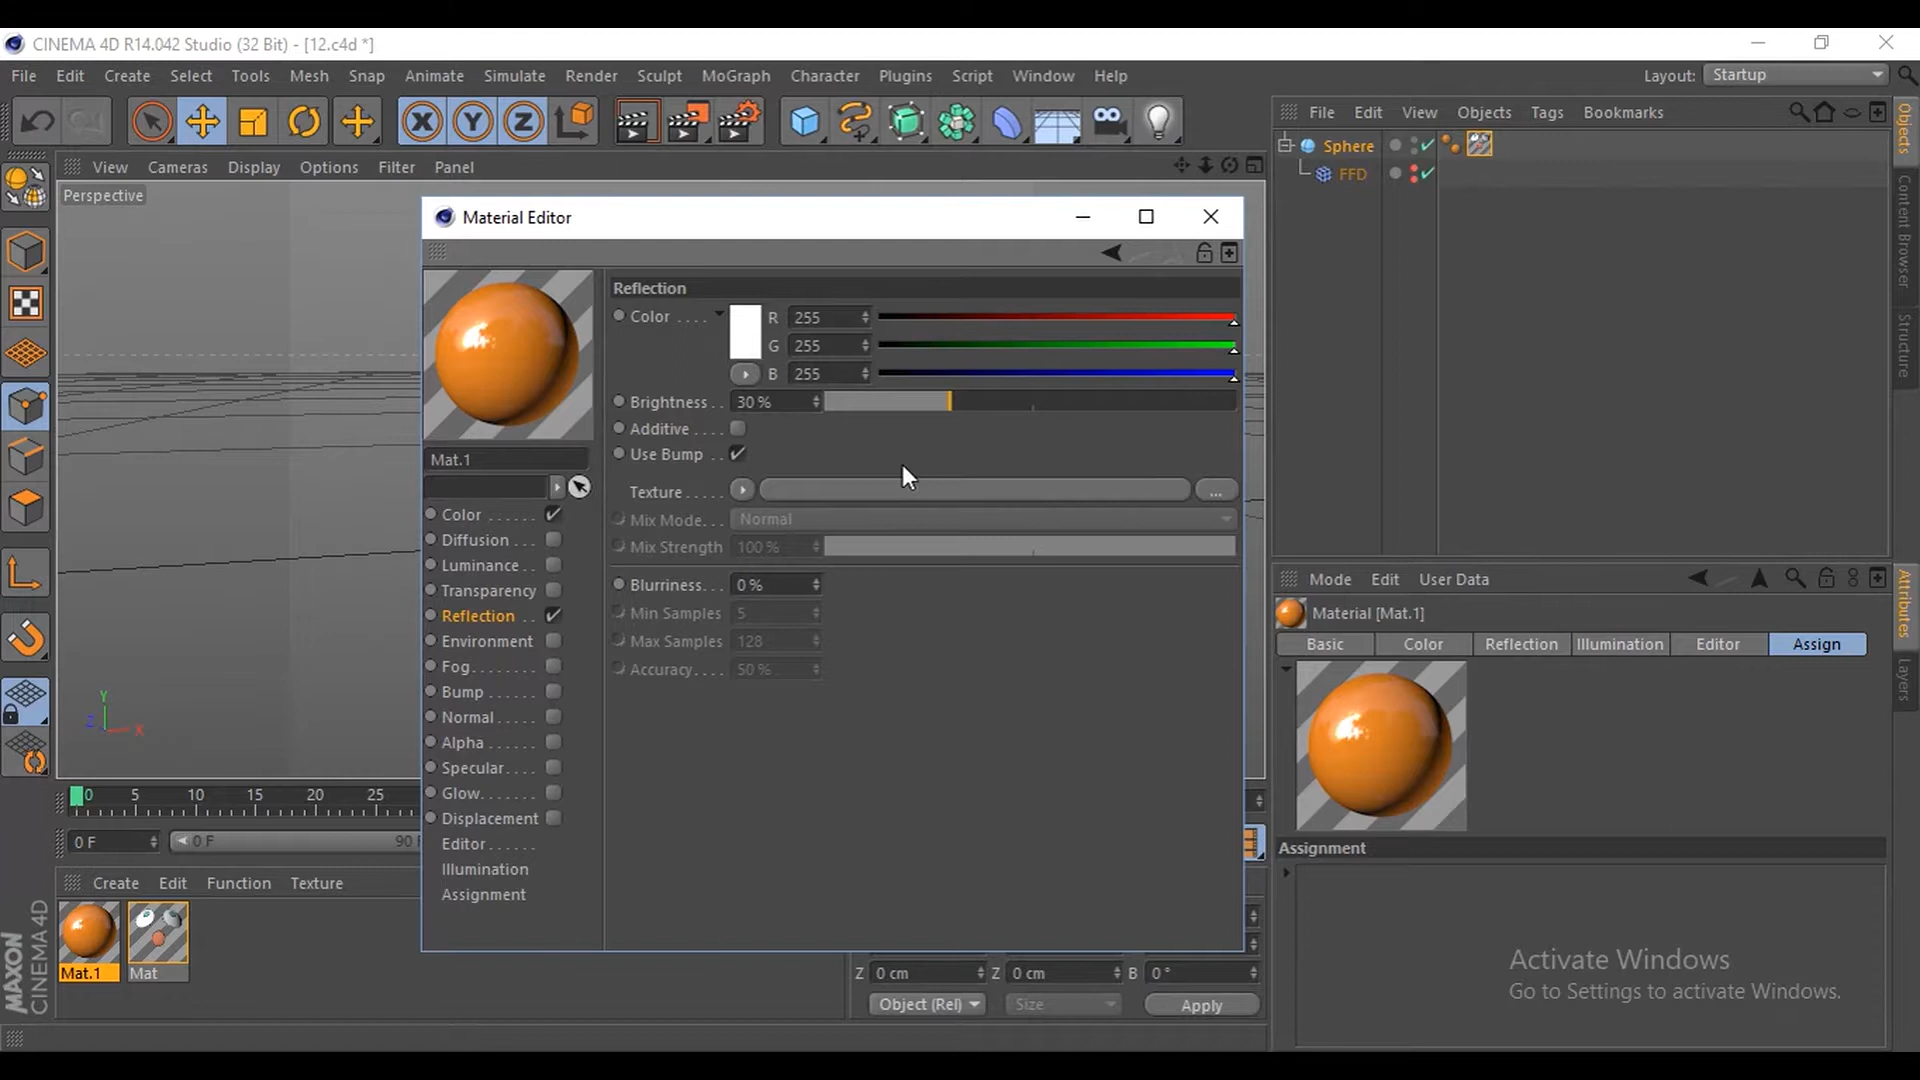 CINEMA 4D R14.042 Studio (32 Bit) - [12.c4d *]
File Edit Create Select Tools Mesh Snap Animate Simulate Render Sculpt MoGraph Character Plugins Script Window Help Layout: Startup
X Y Z
File Edit View Objects Tags Bookmarks
Objects
Content Browser
Structure
Sphere
FFD
View Cameras Display Options Filter Panel
Perspective
Material Editor
Mat.1
Color ......
Diffusion ...
Luminance ..
Transparency
Reflection ..
Environment
Fog.......
Bump ......
Normal .....
Alpha ......
Specular....
Glow.......
Displacement
Editor ......
Illumination
Assignment
Reflection
Color .... R 255
G 255
B 255
Brightness .. 30 %
Additive ....
Use Bump ..
Texture ..... ...
Mix Mode... Normal
Mix Strength 100 %
Blurriness... 0 %
Min Samples 5
Max Samples 128
Accuracy.... 50 %
Y
Z X
0 5 10 15 20 25
0 F 0 F 90 F
Create Edit Function Texture
Mat.1 Mat
MAXON
CINEMA 4D
Z 0 cm Z 0 cm B 0 °
Object (Rel) Size Apply
Mode Edit User Data
Attributes
Layers
Material [Mat.1]
Basic Color Reflection Illumination Editor Assign
Assignment
Activate Windows
Go to Settings to activate Windows.